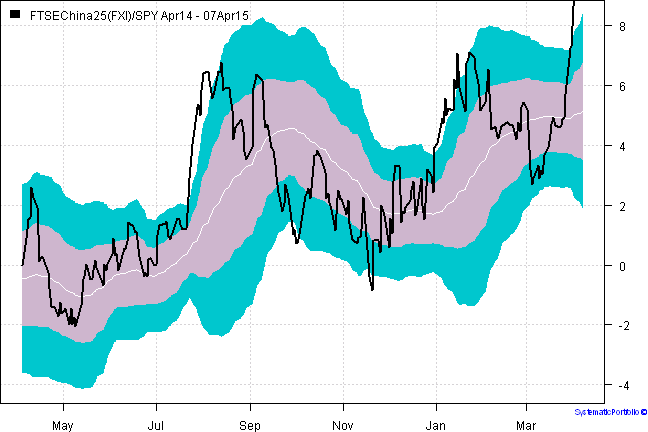 FTSEChina25(FXI)/SPY Apr14 - 07Apr15
8
6
4
2
0
-2
-4
May Jul Sep Nov Jan Mar
SystematicPortfolio ©